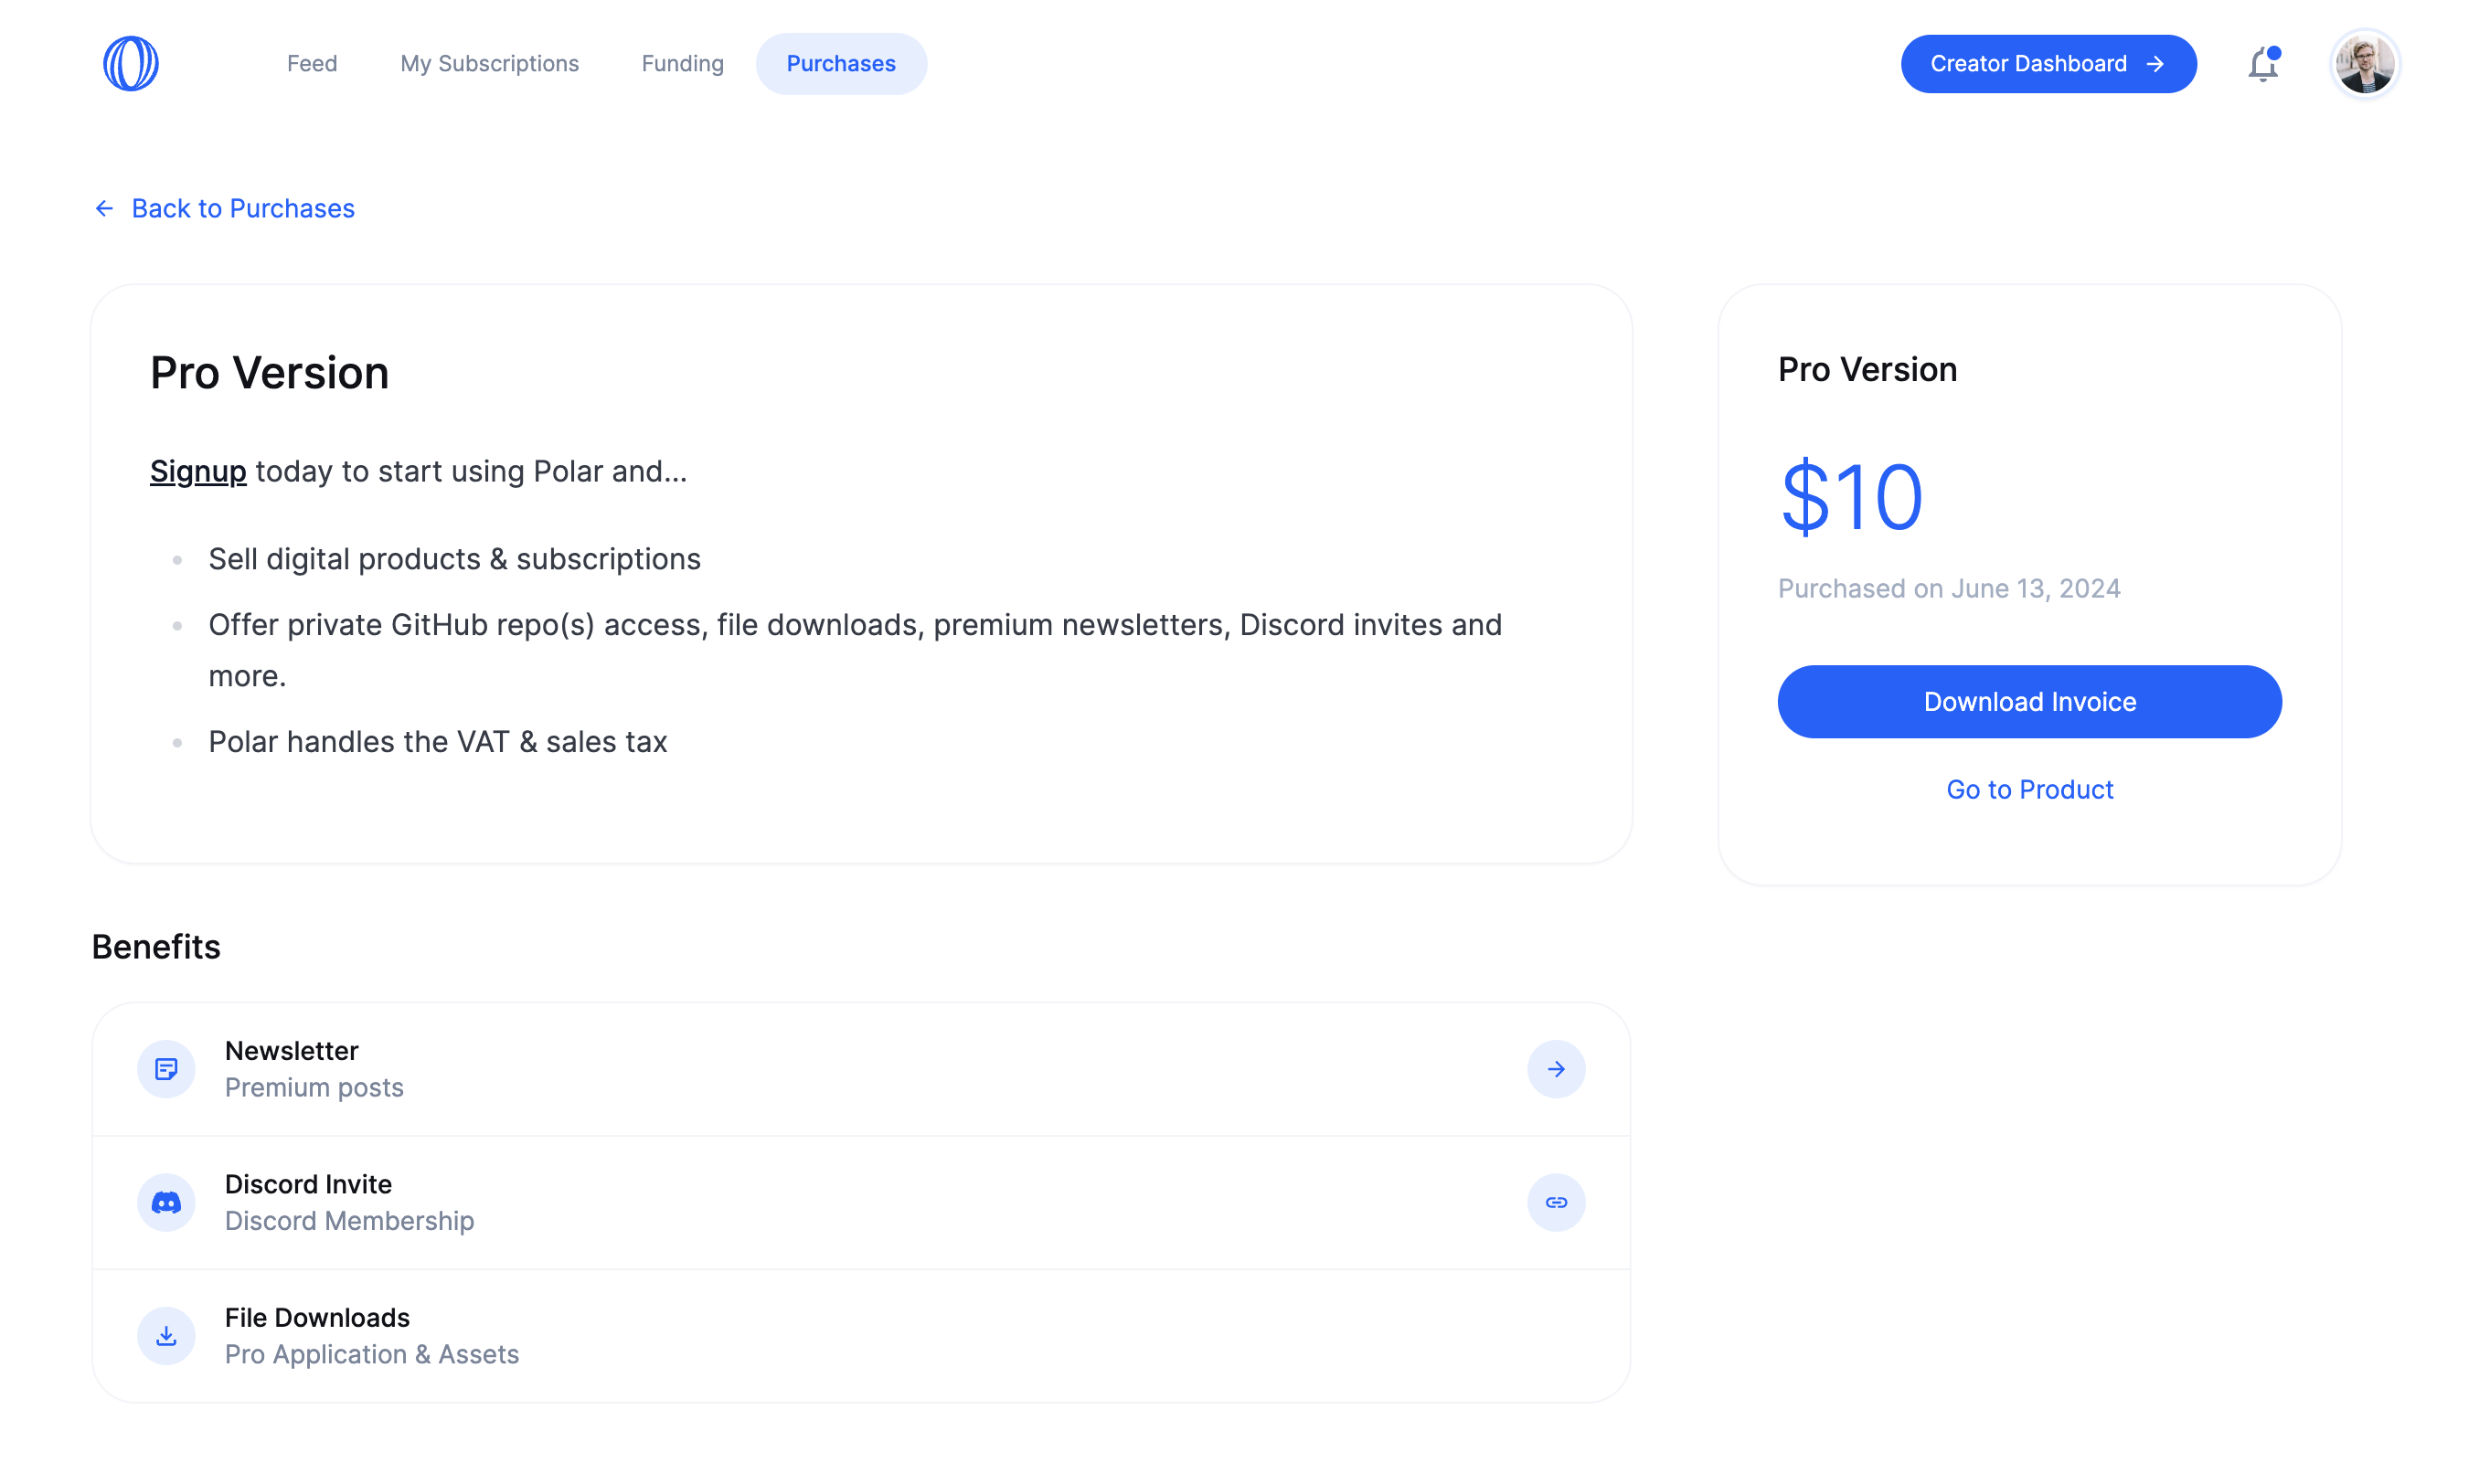 Feed
My Subscriptions
Funding
Purchases
Creator Dashboard
Back to Purchases
Pro Version
Signup today to start using Polar and...
Sell digital products & subscriptions
Offer private GitHub repo(s) access, file downloads, premium newsletters, Discord invites and
more.
Polar handles the VAT & sales tax
Pro Version
$10
Purchased on June 13, 2024
Download Invoice
Go to Product
Benefits
Newsletter
Premium posts
Discord Invite
Discord Membership
File Downloads
Pro Application & Assets